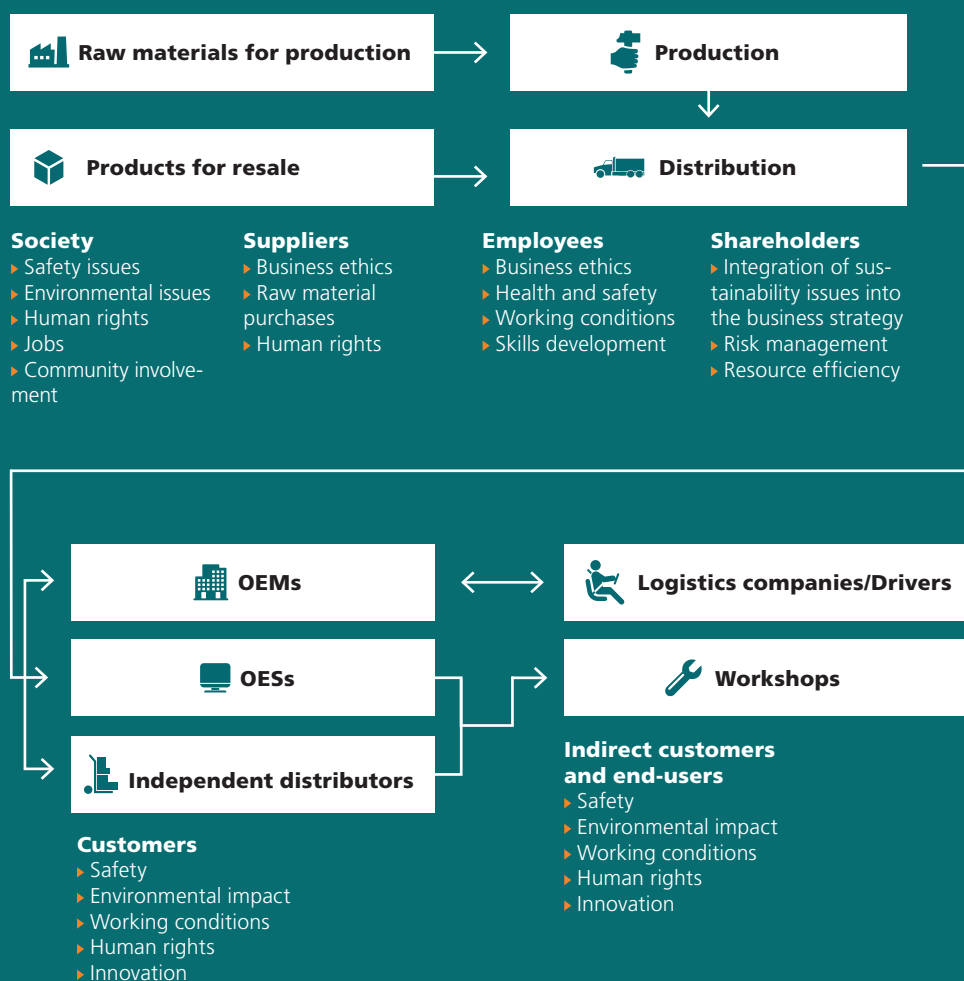 Raw materials for production
Production
Products for resale
Distribution
Society
▸ Safety issues
▸ Environmental issues
▸ Human rights
▸ Jobs
▸ Community involve-
ment
Suppliers
▸ Business ethics
▸ Raw material
purchases
▸ Human rights
Employees
▸ Business ethics
▸ Health and safety
▸ Working conditions
▸ Skills development
Shareholders
▸ Integration of sus-
tainability issues into
the business strategy
▸ Risk management
▸ Resource efficiency
OEMs
Logistics companies/Drivers
OESs
Workshops
Independent distributors
Customers
▸ Safety
▸ Environmental impact
▸ Working conditions
▸ Human rights
▸ Innovation
Indirect customers
and end-users
▸ Safety
▸ Environmental impact
▸ Working conditions
▸ Human rights
▸ Innovation